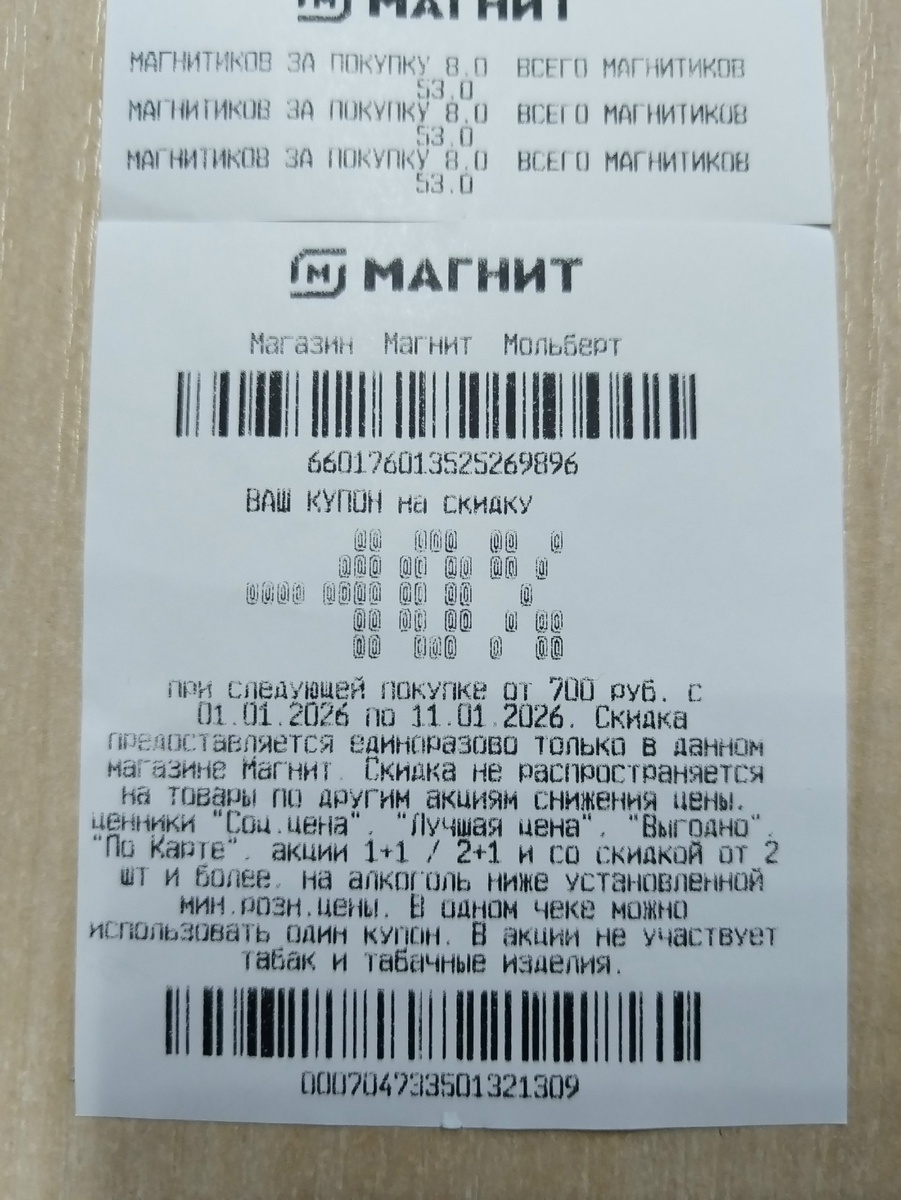 МАГНИТ
МАГНИТИКОВ ЗА ПОКУПКУ 8.0 ВСЕГО МАГНИТИКОВ
53.0
МАГНИТИКОВ ЗА ПОКУПКУ 8.0 ВСЕГО МАГНИТИКОВ
53.0
МАГНИТИКОВ ЗА ПОКУПКУ 8.0 ВСЕГО МАГНИТИКОВ
53.0
М МАГНИТ
Магазин Магнит Мольберт
660176013525269896
ВАШ КУПОН на скидку
-10%
при следующей покупке от 700 руб. с
01.01.2026 по 11.01.2026. Скидка
предоставляется единоразово только в данном
магазине Магнит. Скидка не распространяется
на товары по другим акциям снижения цены,
ценники "Соц.цена", "Лучшая цена", "Выгодно",
"По Карте", акции 1+1 / 2+1 и со скидкой от 2
шт и более, на алкоголь ниже установленной
мин.розн.цены. В одном чеке можно
использовать один купон. В акции не участвует
табак и табачные изделия.
0007047335013​21309